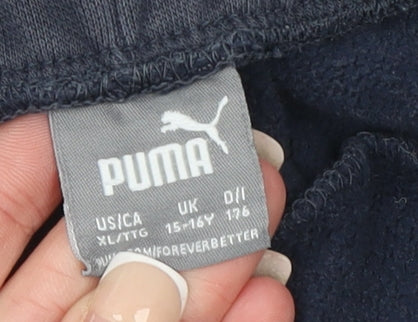 PUMA
US/CA UK D/I
XL/TTG 15-16Y 176
/FOREVERBETTER